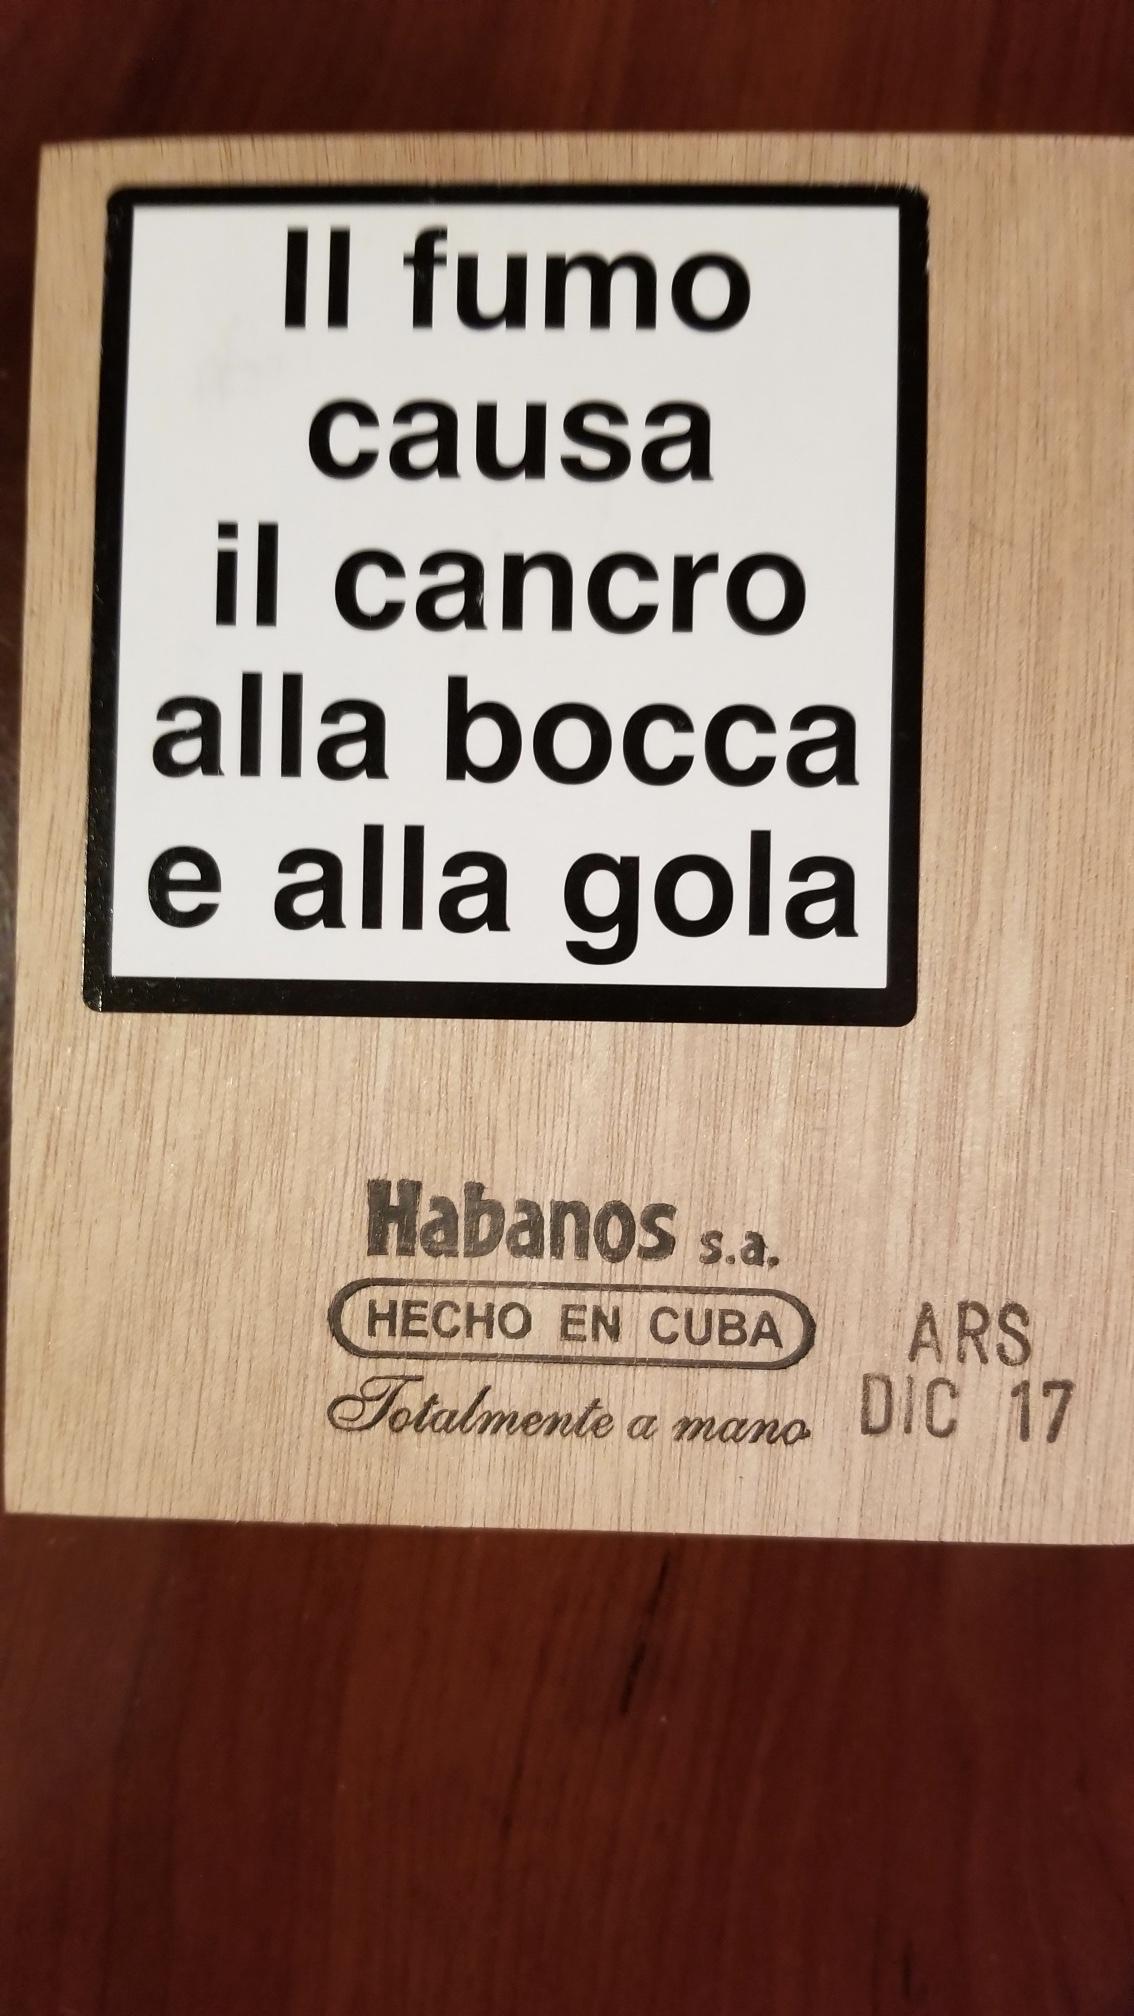 Il fumo
causa
il cancro
alla bocca
e alla gola
Habanos s.a.
HECHO EN CUBA
Totalmente a mano
ARS
DIC 17